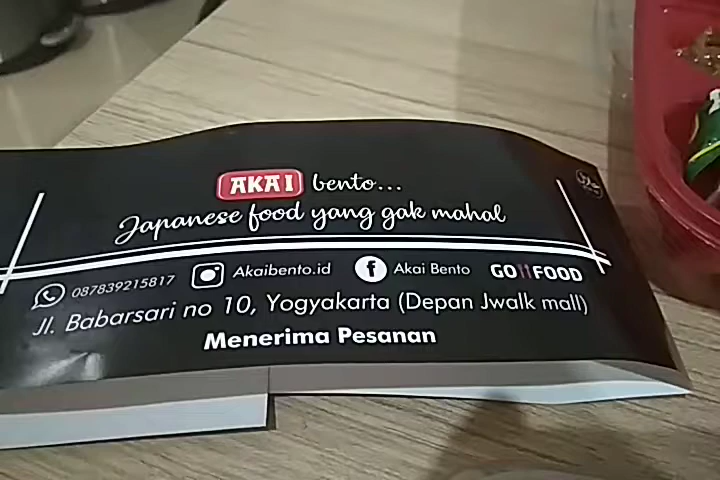 AKAI bento...
Japanese food yang gak mahal
087839215817 Akaibento.id Akai Bento GO FOOD
Jl. Babarsari no 10, Yogyakarta (Depan Jwalk mall)
Menerima Pesanan